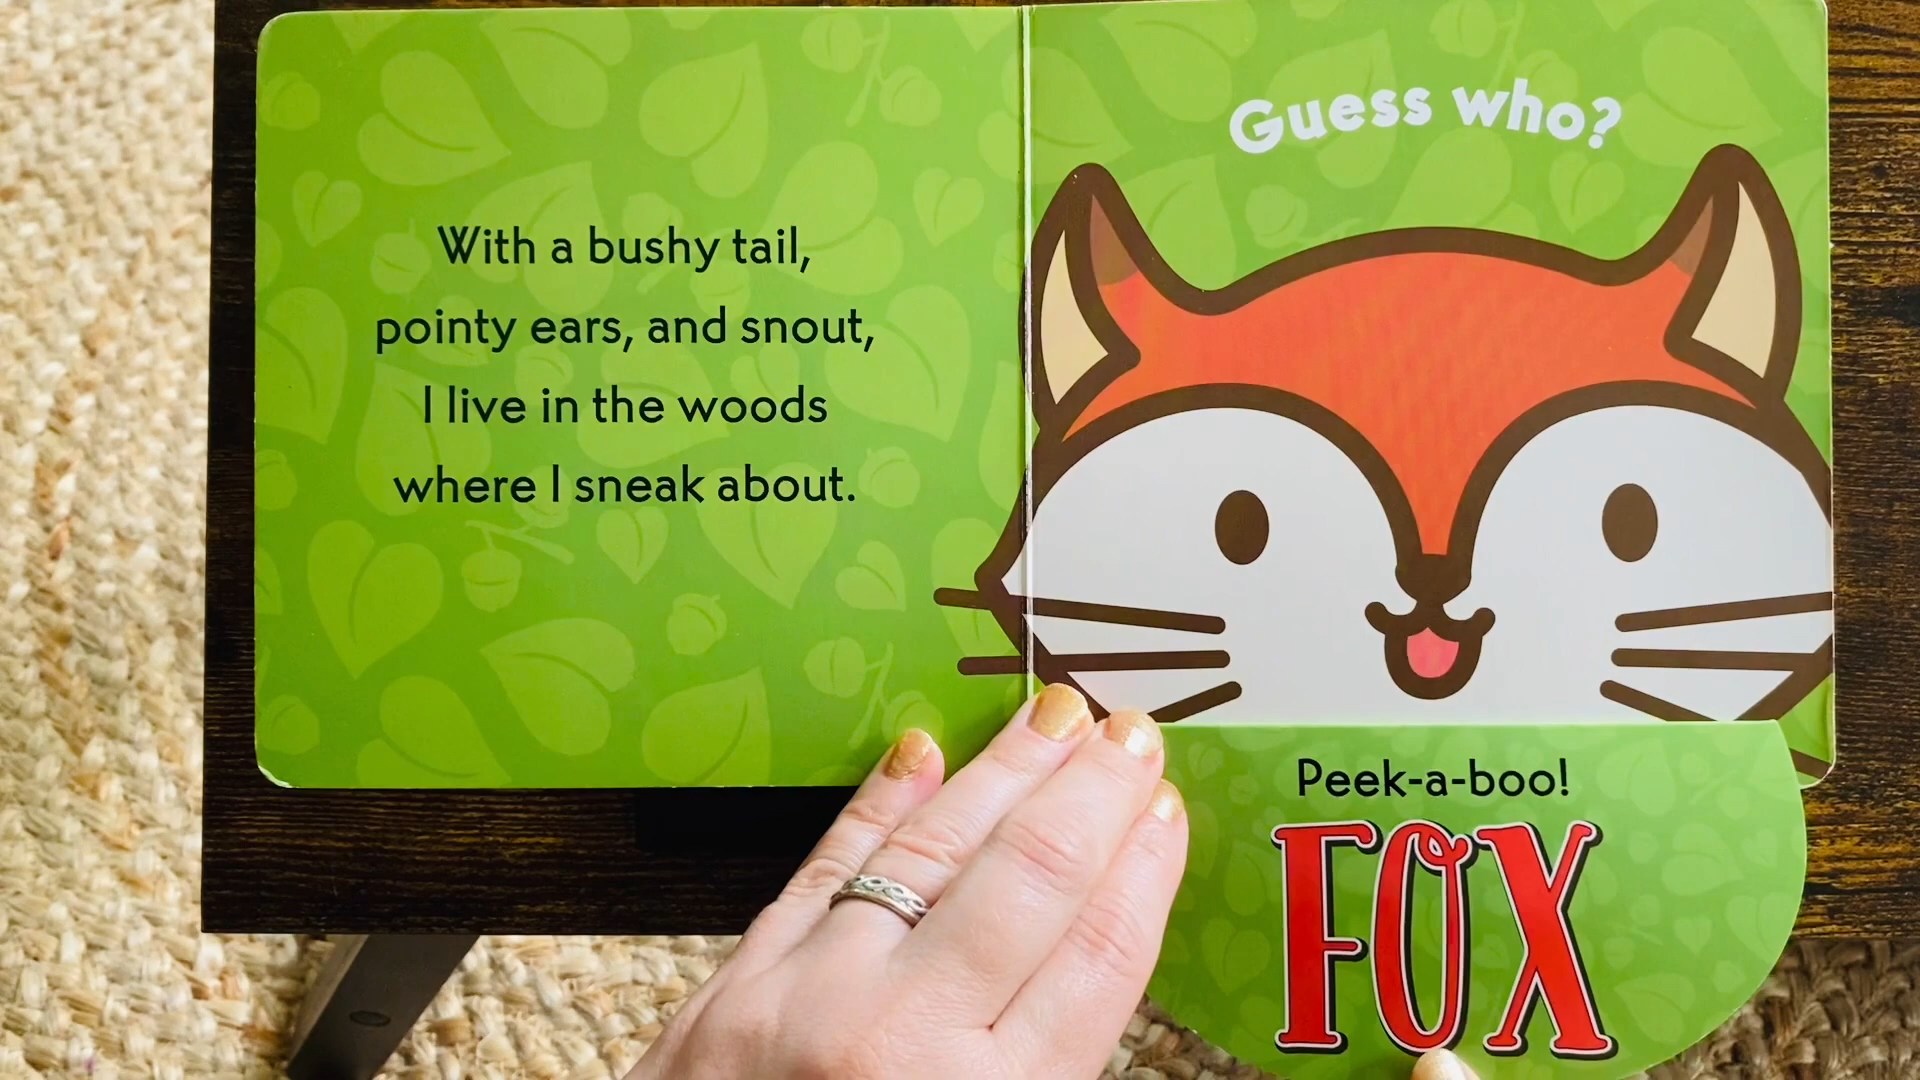 With a bushy tail,
pointy ears, and snout,
I live in the woods
where I sneak about.
Guess who?
Peek-a-boo!
FOX